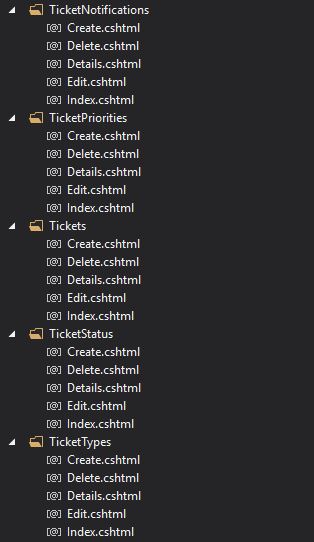 TicketNotifications
[@] Create.cshtml
[@] Delete.cshtml
[@] Details.cshtml
[@] Edit.cshtml
[@] Index.cshtml
TicketPriorities
[@] Create.cshtml
[@] Delete.cshtml
[@] Details.cshtml
[@] Edit.cshtml
[@] Index.cshtml
Tickets
[@] Create.cshtml
[@] Delete.cshtml
[@] Details.cshtml
[@] Edit.cshtml
[@] Index.cshtml
TicketStatus
[@] Create.cshtml
[@] Delete.cshtml
[@] Details.cshtml
[@] Edit.cshtml
[@] Index.cshtml
TicketTypes
[@] Create.cshtml
[@] Delete.cshtml
[@] Details.cshtml
[@] Edit.cshtml
[@] Index.cshtml